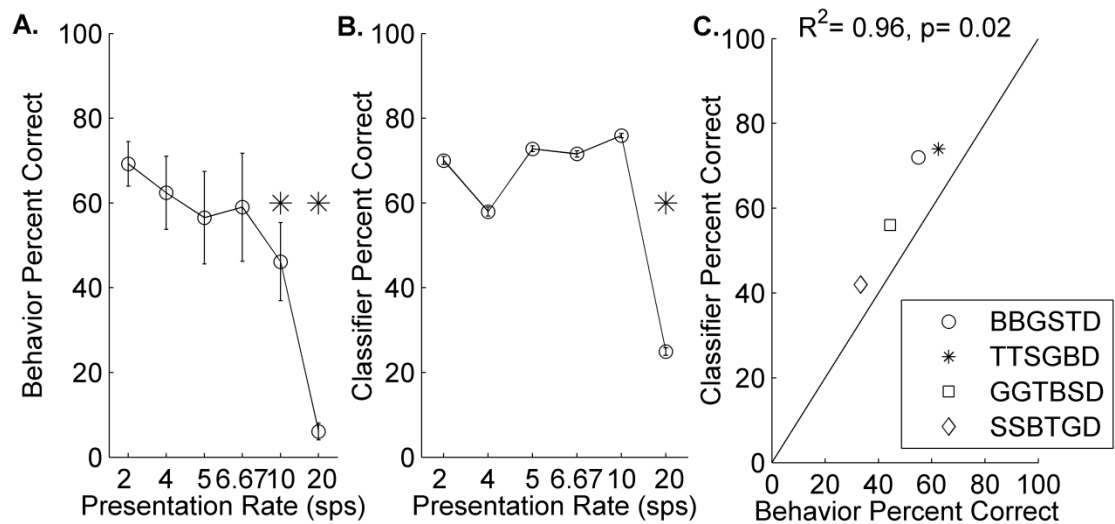 A.
100
80
60
40
20
0
Behavior Percent Correct
2 4 5 6.67 10 20
Presentation Rate (sps)
B.
100
80
60
40
20
0
Classifier Percent Correct
2 4 5 6.67 10 20
Presentation Rate (sps)
C.
R²= 0.96, p= 0.02
100
80
60
40
20
0
Classifier Percent Correct
0 20 40 60 80 100
Behavior Percent Correct
BBGSTD
TTSGBD
GGTBSD
SSBTGD